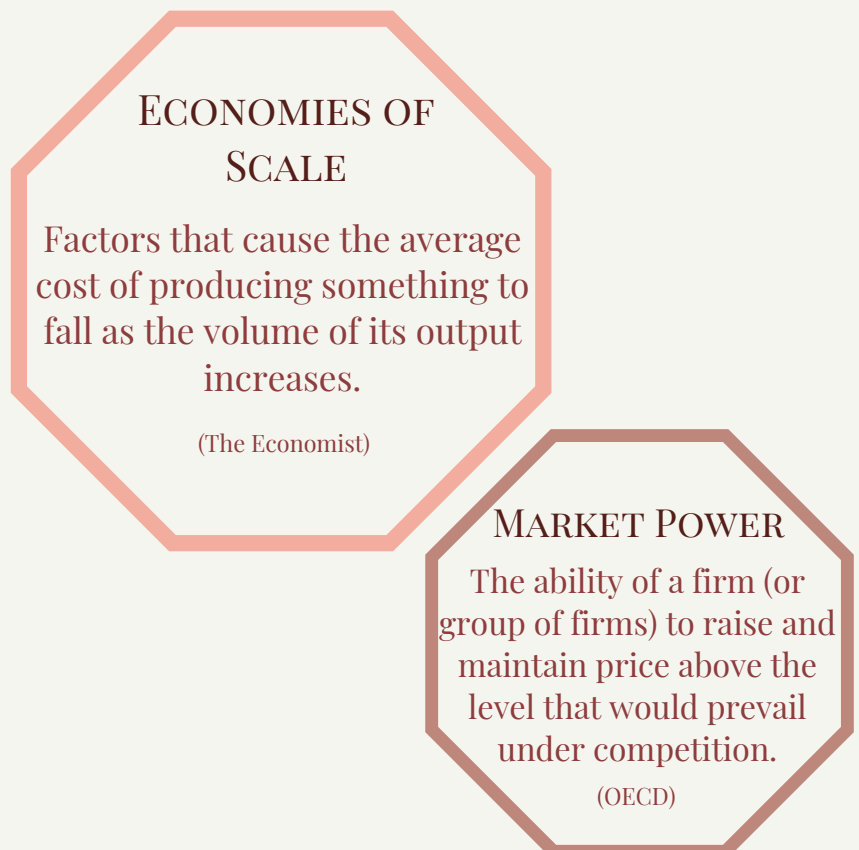 Economies of
Scale
Factors that cause the average
cost of producing something to
fall as the volume of its output
increases.
(The Economist)
Market Power
The ability of a firm (or
group of firms) to raise and
maintain price above the
level that would prevail
under competition.
(OECD)